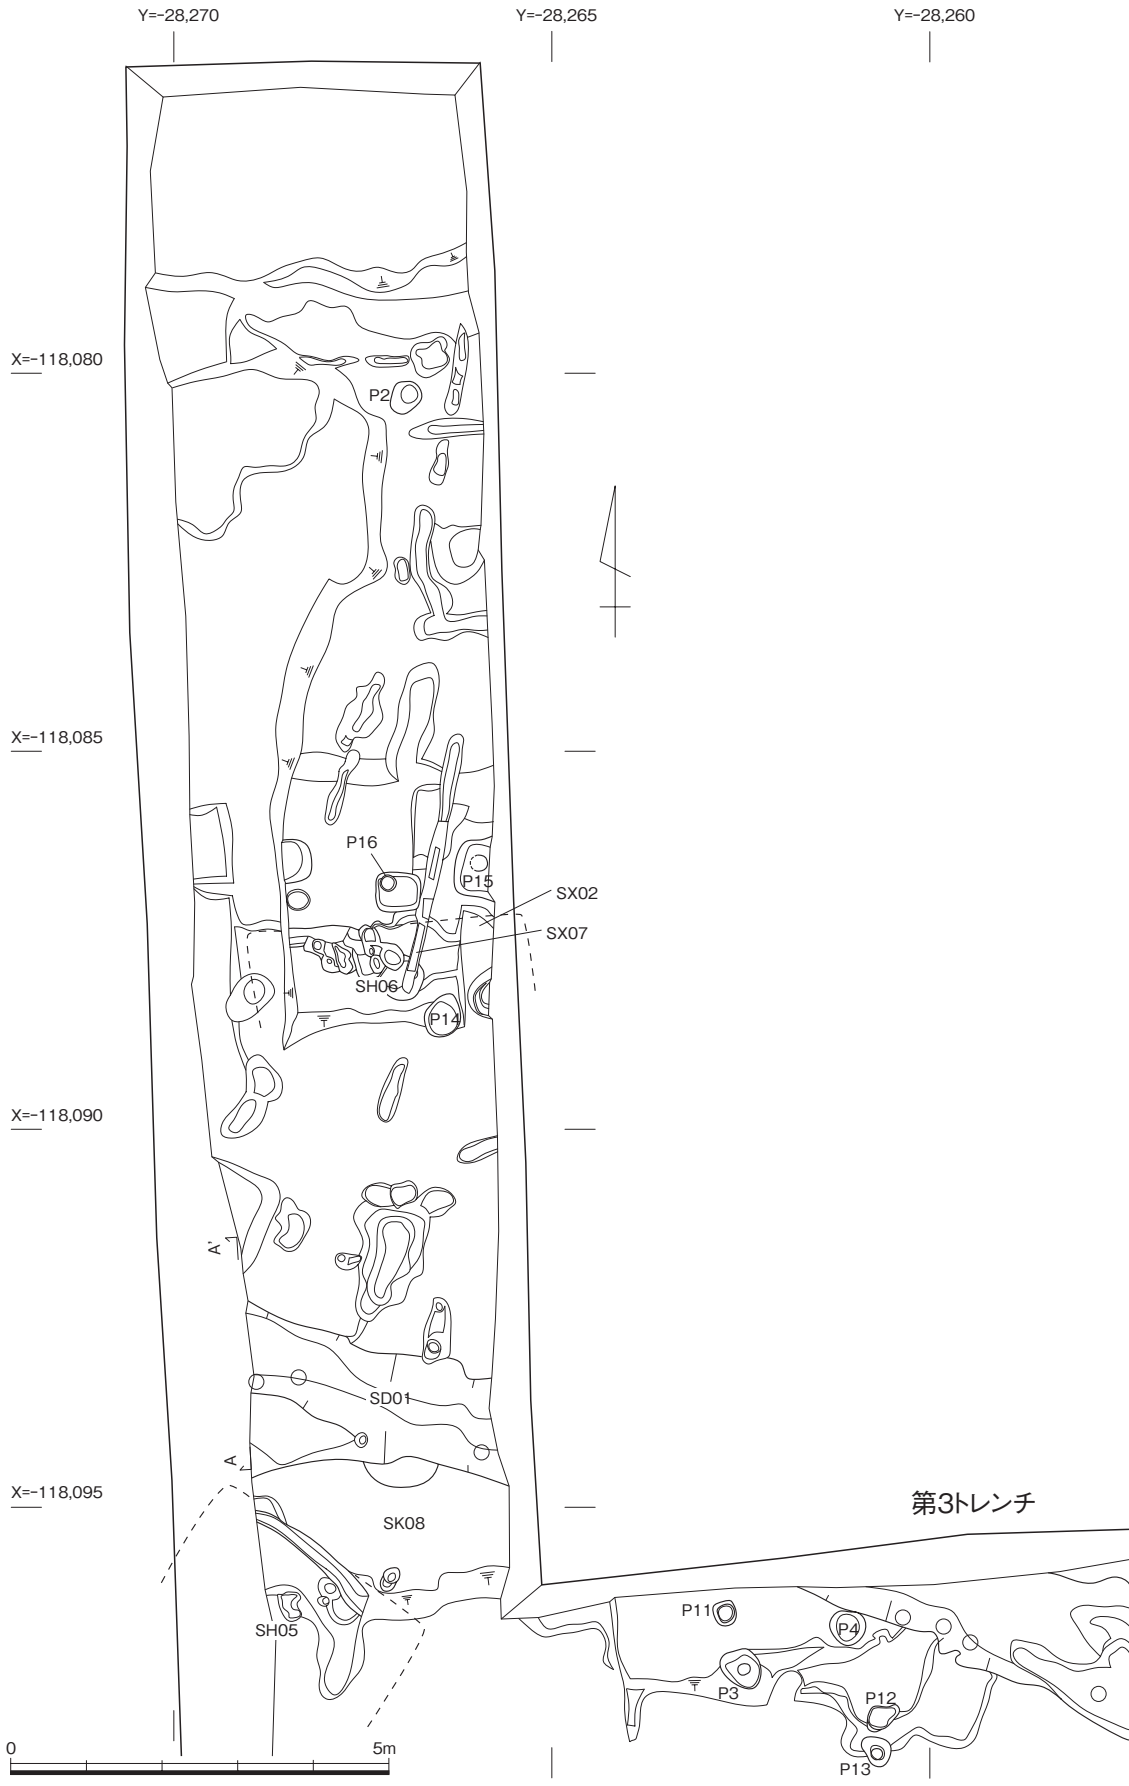 Y=−28,270
Y=−28,265
Y=−28,260
X=−118,080
P2
X=−118,085
P16
P15
SX02
SX07
SH06
P14
X=−118,090
A'
SD01
A
X=−118,095
第3トレンチ
SK08
P11
P4
SH05
P3
P12
0
5m
P13